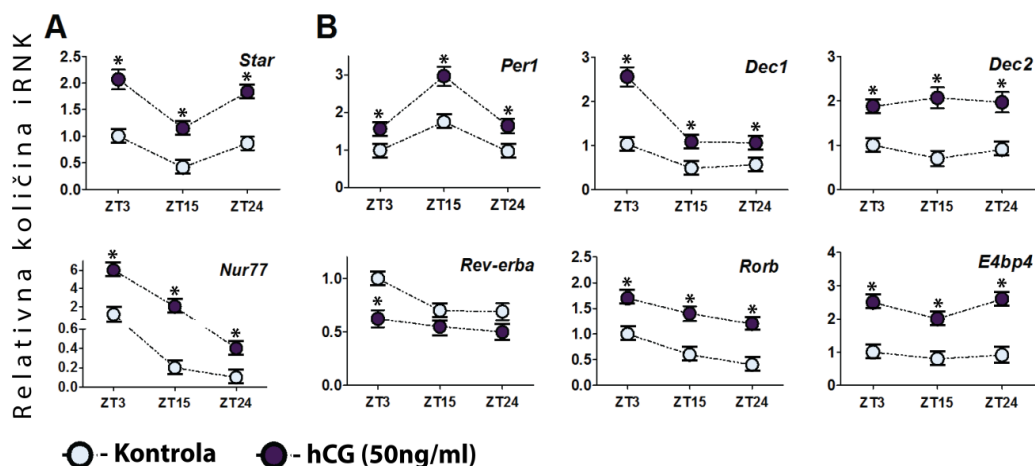 A
B
Relativna količina iRNK
Star
2.5
2.0
1.5
1.0
0.5
0.0
*
*
*
ZT3
ZT15
ZT24
Per1
3
2
1
0
*
*
*
ZT3
ZT15
ZT24
Dec1
3
2
1
0
*
*
*
ZT3
ZT15
ZT24
Dec2
3
2
1
0
*
*
*
ZT3
ZT15
ZT24
Nur77
6
4
2
0.6
0.4
0.2
0.0
*
*
*
ZT3
ZT15
ZT24
Rev-erba
1.0
0.5
0.0
*
ZT3
ZT15
ZT24
Rorb
2.0
1.5
1.0
0.5
0.0
*
*
*
ZT3
ZT15
ZT24
E4bp4
3
2
1
0
*
*
*
ZT3
ZT15
ZT24
- Kontrola
- hCG (50ng/ml)